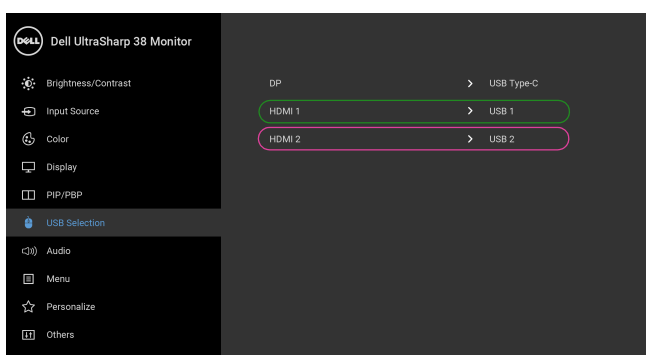 DELL Dell UltraSharp 38 Monitor
Brightness/Contrast
Input Source
Color
Display
PIP/PBP
USB Selection
Audio
Menu
Personalize
Others
DP > USB Type-C
HDMI 1 > USB 1
HDMI 2 > USB 2